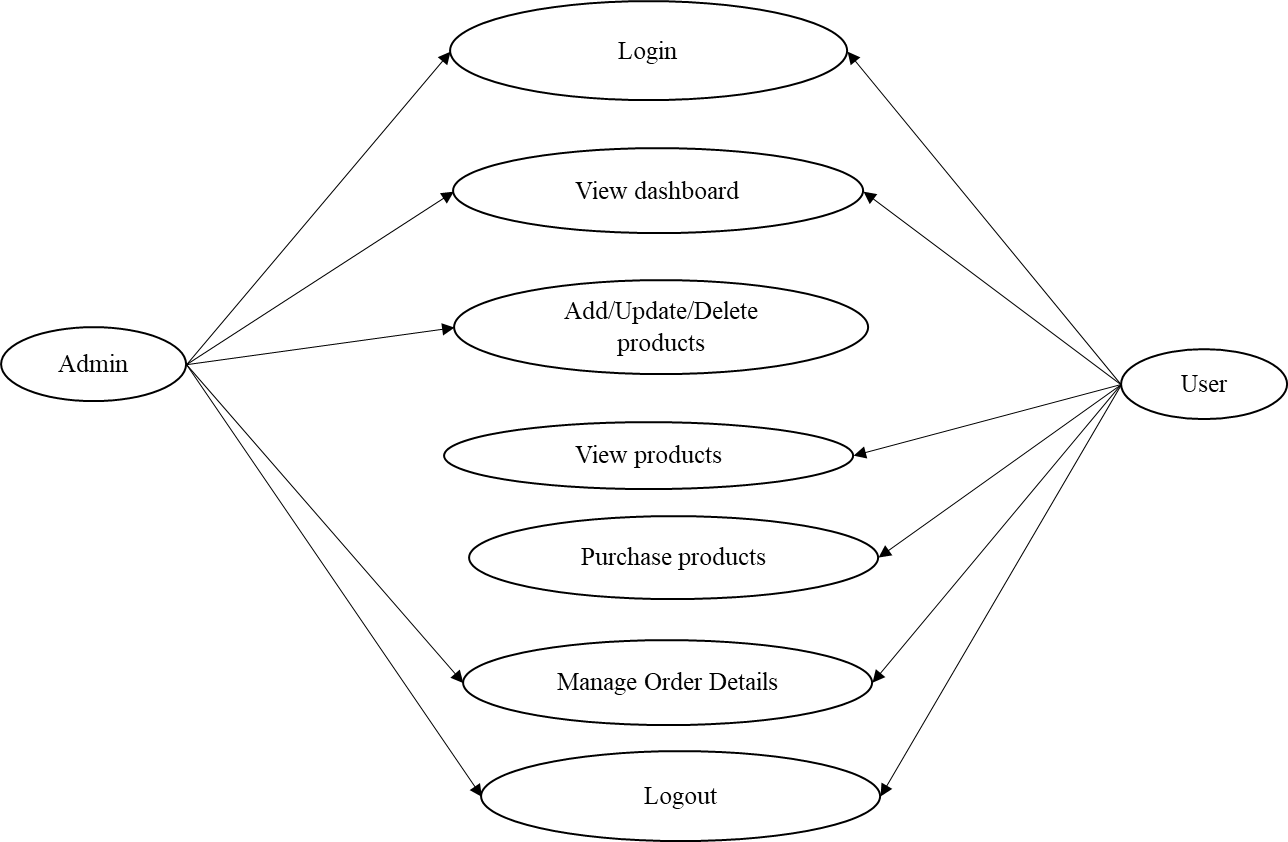 Login
View dashboard
Add/Update/Delete
products
Admin
User
View products
Purchase products
Manage Order Details
Logout